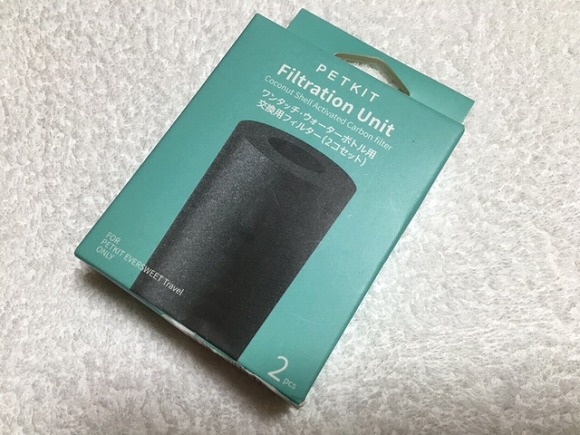 PETKIT
Filtration Unit
Coconut Shell Activated Carbon filter
ワンタッチ・ウォーターボトル用
交換用フィルター（2コセット）
FOR
PETKIT EVERSWEET Travel
ONLY
2 pcs